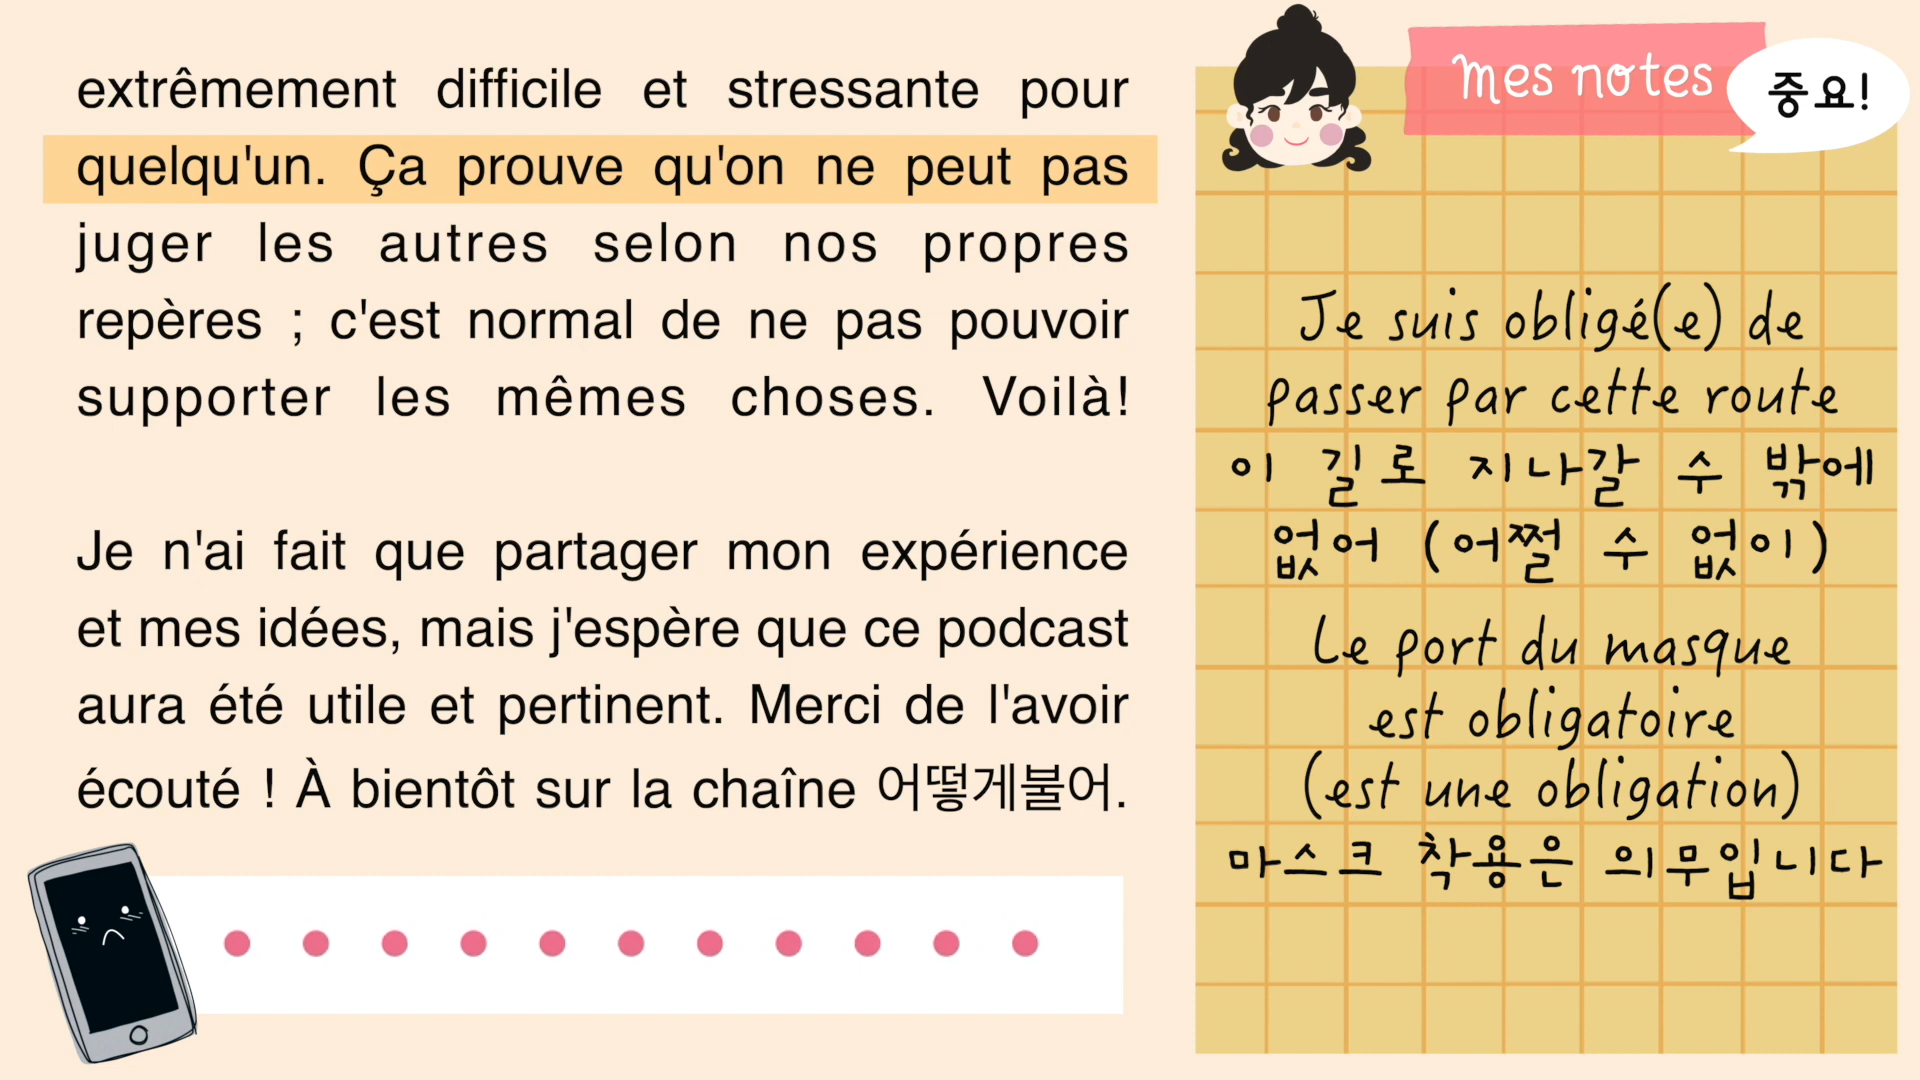 extrêmement difficile et stressante pour
quelqu'un. Ça prouve qu'on ne peut pas
juger les autres selon nos propres
repères ; c'est normal de ne pas pouvoir
supporter les mêmes choses. Voilà!
Je n'ai fait que partager mon expérience
et mes idées, mais j'espère que ce podcast
aura été utile et pertinent. Merci de l'avoir
écouté ! À bientôt sur la chaîne 어떻게불어.
mes notes
중요!
Je suis obligé(e) de
passer par cette route
이 길로 지나갈 수 밖에
없어 (어쩔 수 없이)
Le port du masque
est obligatoire
(est une obligation)
마스크 착용은 의무입니다